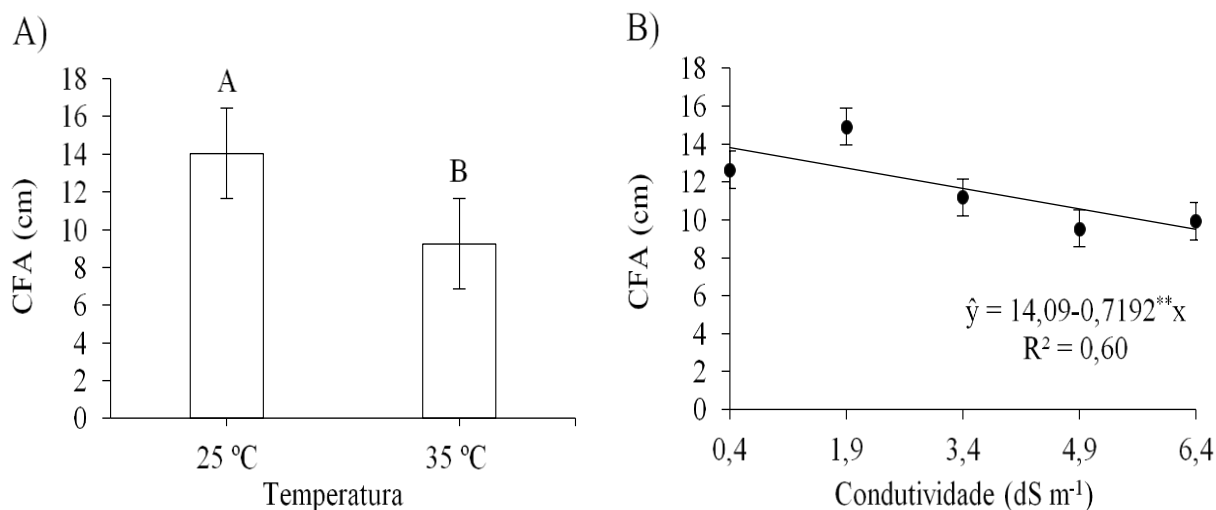 A)
18
16
14
12
10
8
6
4
2
0
CFA (cm)
A
B
25 ºC
35 ºC
Temperatura
B)
18
16
14
12
10
8
6
4
2
0
CFA (cm)
ŷ = 14,09-0,7192**x
R² = 0,60
0,4
1,9
3,4
4,9
6,4
Condutividade (dS m⁻¹)